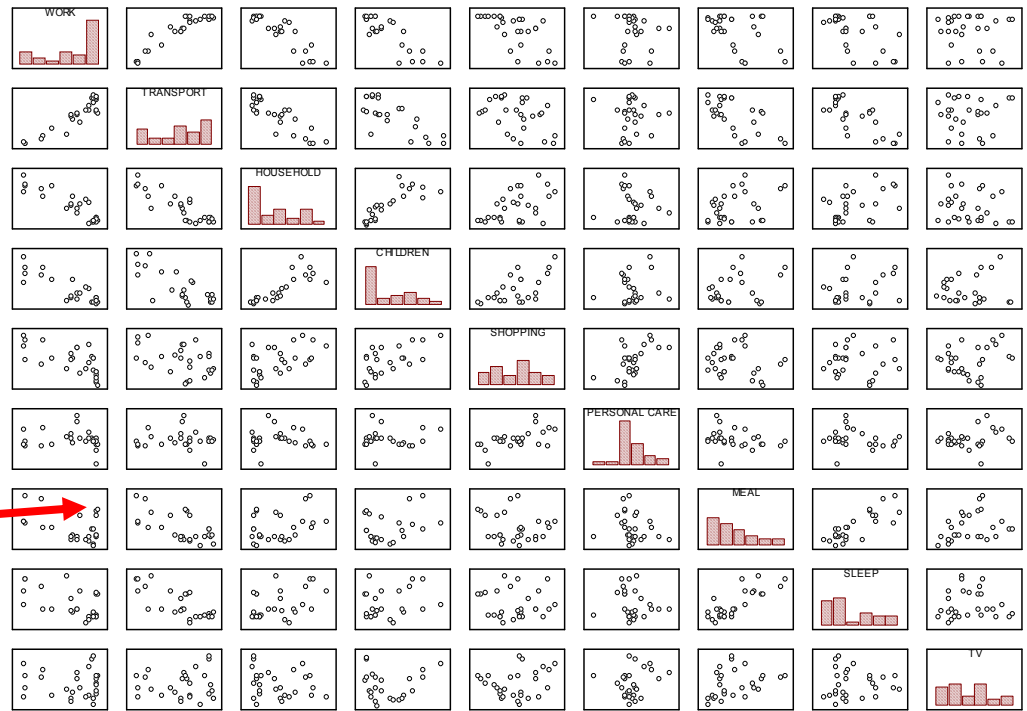 WORK
TRANSPORT
HOUSEHOLD
CHILDREN
SHOPPING
PERSONAL CARE
MEAL
SLEEP
TV